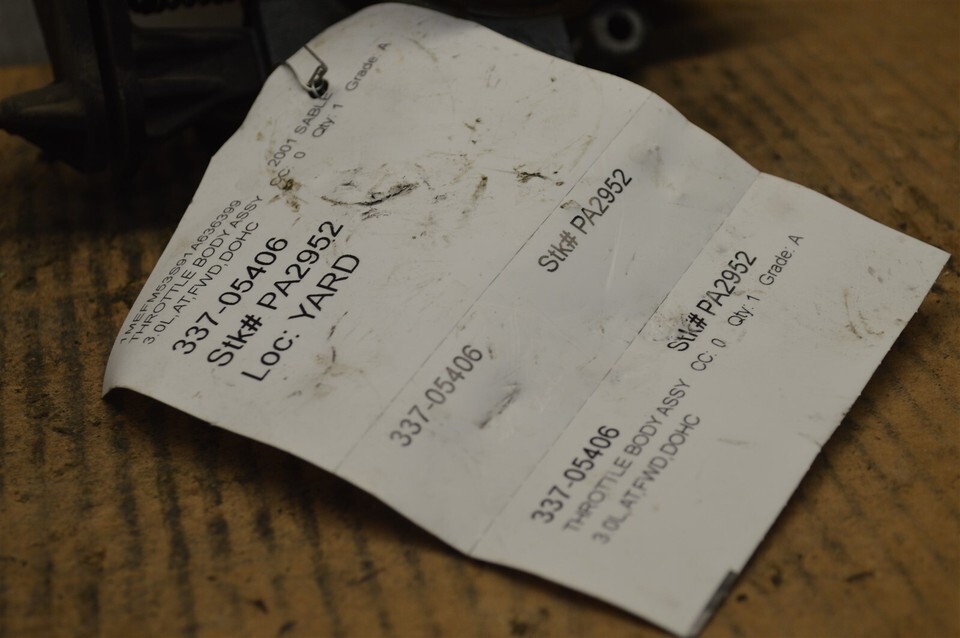 1MEFM53S91A636399
THROTTLE BODY ASSY CC 2001 SABLE
3.0L,AT,FWD,DOHC CC: 0 Qty: 1 Grade: A
337-05406
Stk# PA2952
Loc: YARD
337-05406 Stk# PA2952
337-05406 Stk# PA2952
THROTTLE BODY ASSY CC: 0 Qty: 1 Grade: A
3.0L,AT,FWD,DOHC